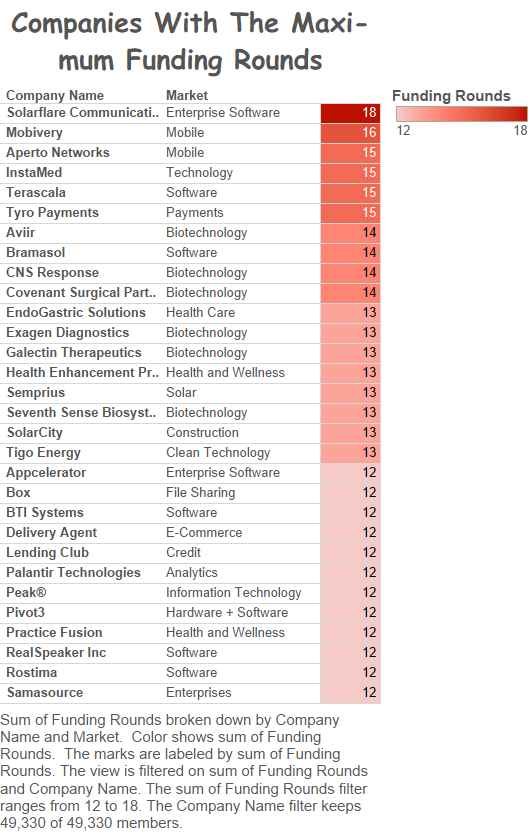 Companies With The Maxi-
mum Funding Rounds
Company Name Market
Funding Rounds
12 18
Solarflare Communicati.. Enterprise Software 18
Mobivery Mobile 16
Aperto Networks Mobile 15
InstaMed Technology 15
Terascala Software 15
Tyro Payments Payments 15
Aviir Biotechnology 14
Bramasol Software 14
CNS Response Biotechnology 14
Covenant Surgical Part.. Biotechnology 14
EndoGastric Solutions Health Care 13
Exagen Diagnostics Biotechnology 13
Galectin Therapeutics Biotechnology 13
Health Enhancement Pr.. Health and Wellness 13
Semprius Solar 13
Seventh Sense Biosyst.. Biotechnology 13
SolarCity Construction 13
Tigo Energy Clean Technology 13
Appcelerator Enterprise Software 12
Box File Sharing 12
BTI Systems Software 12
Delivery Agent E-Commerce 12
Lending Club Credit 12
Palantir Technologies Analytics 12
Peak® Information Technology 12
Pivot3 Hardware + Software 12
Practice Fusion Health and Wellness 12
RealSpeaker Inc Software 12
Rostima Software 12
Samasource Enterprises 12
Sum of Funding Rounds broken down by Company
Name and Market.  Color shows sum of Funding
Rounds.  The marks are labeled by sum of Funding
Rounds. The view is filtered on sum of Funding Rounds
and Company Name. The sum of Funding Rounds filter
ranges from 12 to 18. The Company Name filter keeps
49,330 of 49,330 members.